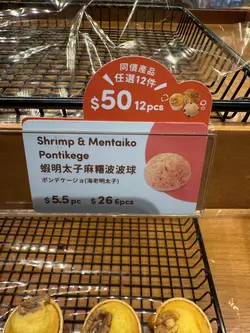 同價產品
任選12件
$50 12pcs
Shrimp & Mentaiko
Pontikege
蝦明太子麻糬波波球
ポンデケージョ(海老明太子)
$5.5 pc $26 6pcs